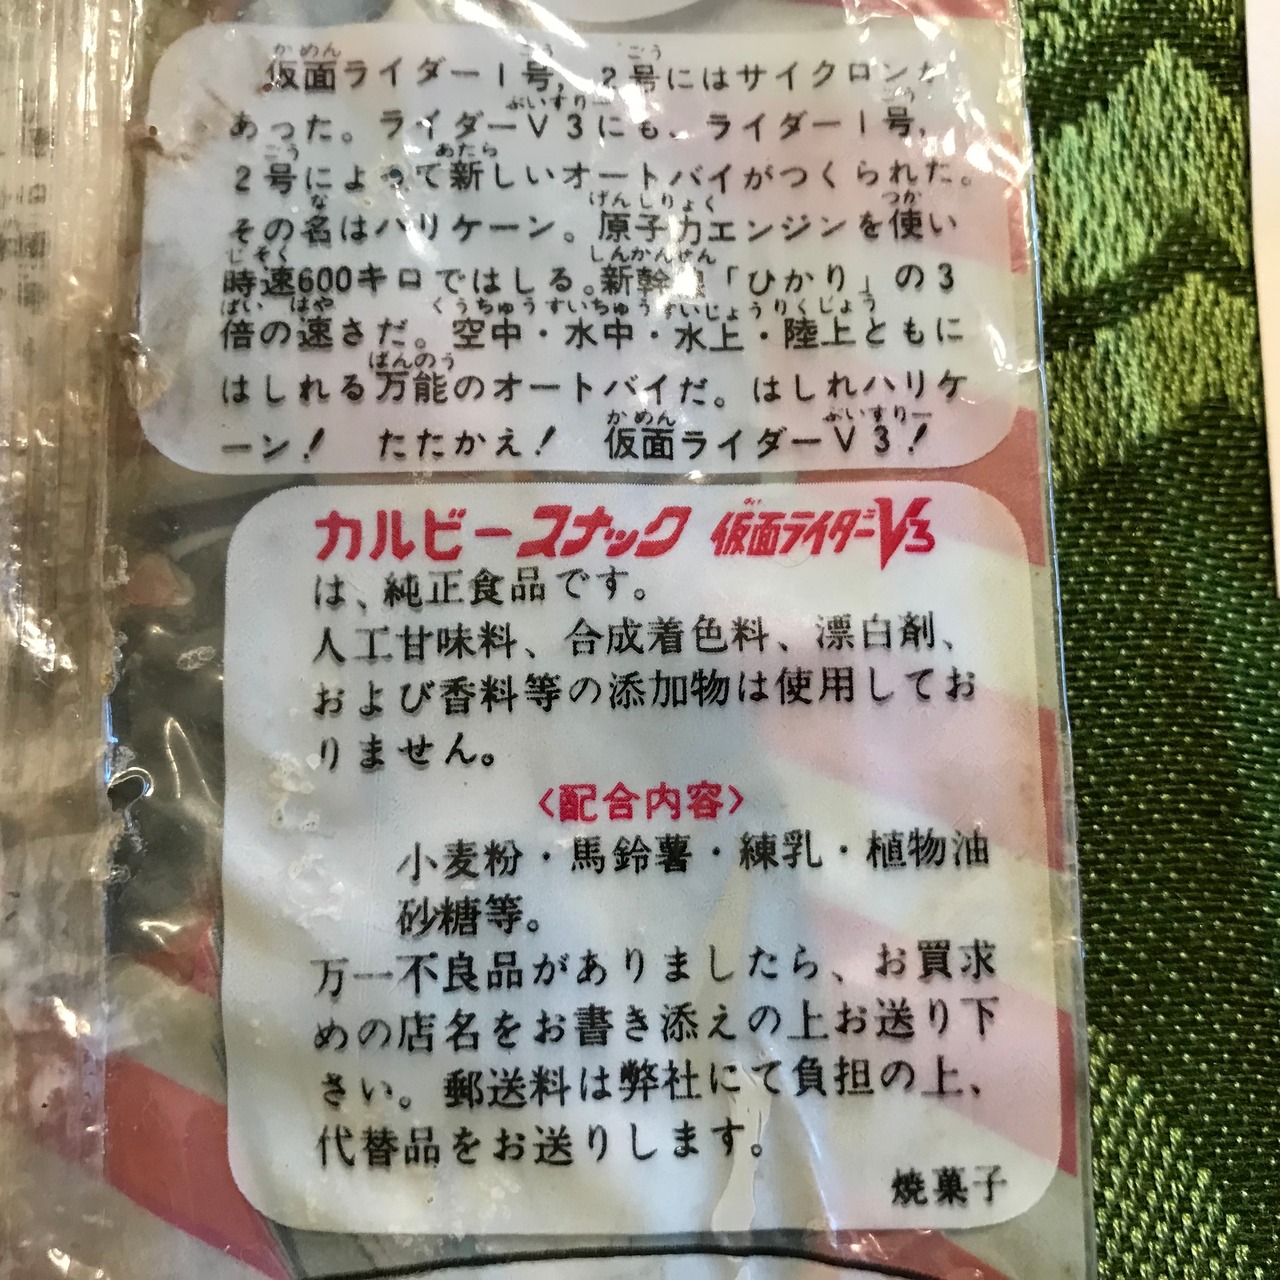 仮面ライダー1号、2号にはサイクロンが
あった。ライダーV3にも、ライダー1号、
2号によって新しいオートバイがつくられた。
その名はハリケーン。原子力エンジンを使い
時速600キロではしる。新幹線「ひかり」の3
倍の速さだ。空中・水中・水上・陸上ともに
はしれる万能のオートバイだ。はしれハリケ
ーン! たたかえ! 仮面ライダーV3!
カルビースナック 仮面ライダーV3
は、純正食品です。
人工甘味料、合成着色料、漂白剤、
および香料等の添加物は使用してお
りません。
〈配合内容〉
小麦粉・馬鈴薯・練乳・植物油
砂糖等。
万一不良品がありましたら、お買求
めの店名をお書き添えの上お送り下
さい。郵送料は弊社にて負担の上、
代替品をお送りします。
焼菓子